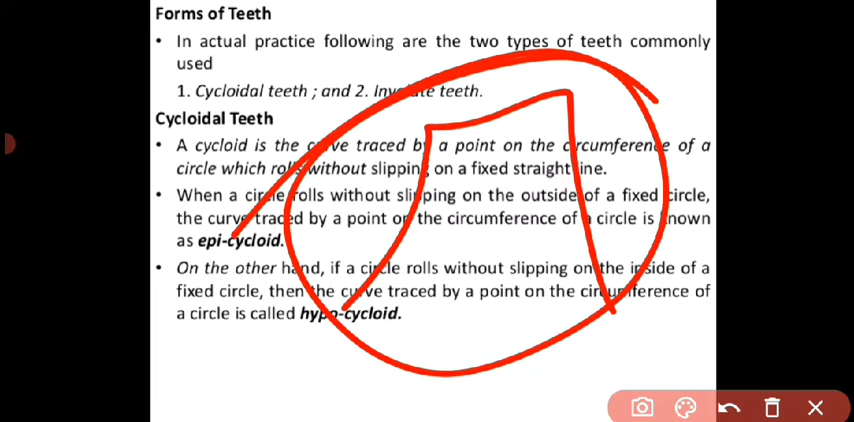 Forms of Teeth
• In actual practice following are the two types of teeth commonly
used
1. Cycloidal teeth ; and 2. Involute teeth.
Cycloidal Teeth
• A cycloid is the curve traced by a point on the circumference of a
circle which rolls without slipping on a fixed straight line.
• When a circle rolls without slipping on the outside of a fixed circle,
the curve traced by a point on the circumference of a circle is known
as epi-cycloid.
• On the other hand, if a circle rolls without slipping on the inside of a
fixed circle, then the curve traced by a point on the circumference of
a circle is called hypo-cycloid.